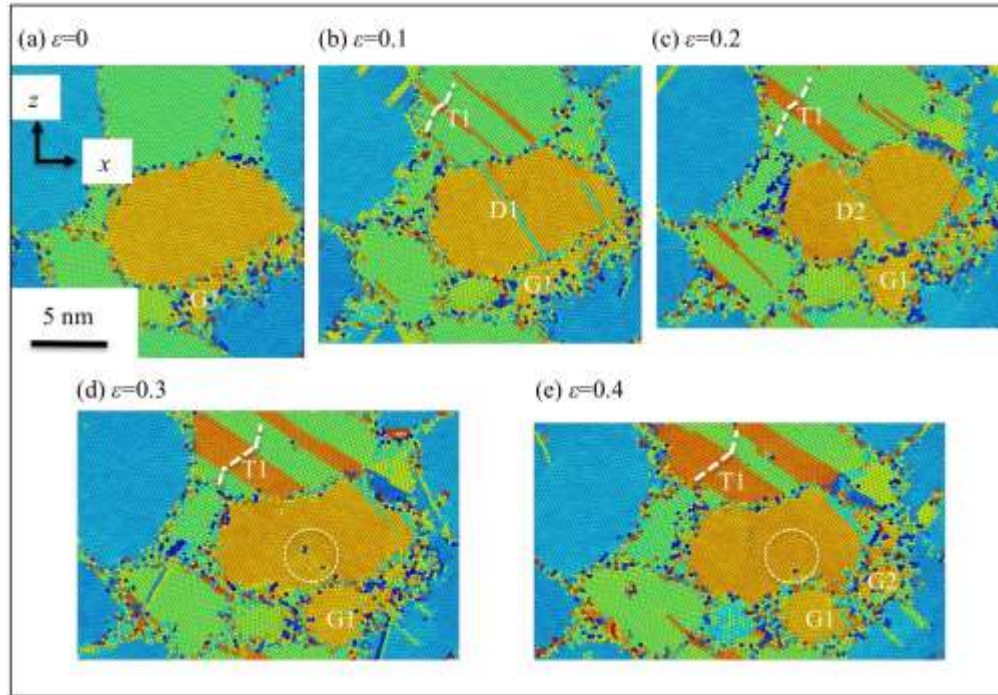 (a) ε=0
(b) ε=0.1
(c) ε=0.2
z
x
5 nm
G1
T1
D1
G1
T1
D2
G1
(d) ε=0.3
(e) ε=0.4
T1
G1
T1
G2
G1